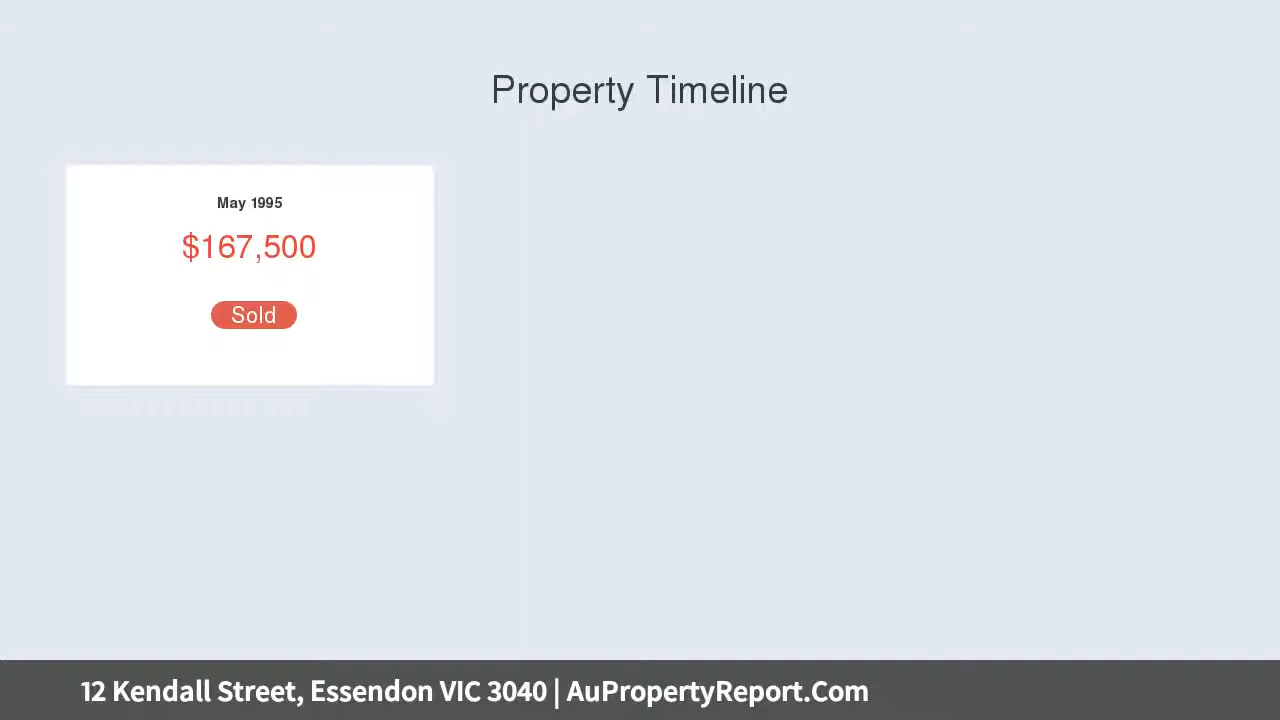 Property Timeline
May 1995
$167,500
Sold
12 Kendall Street, Essendon VIC 3040 | AuPropertyReport.Com